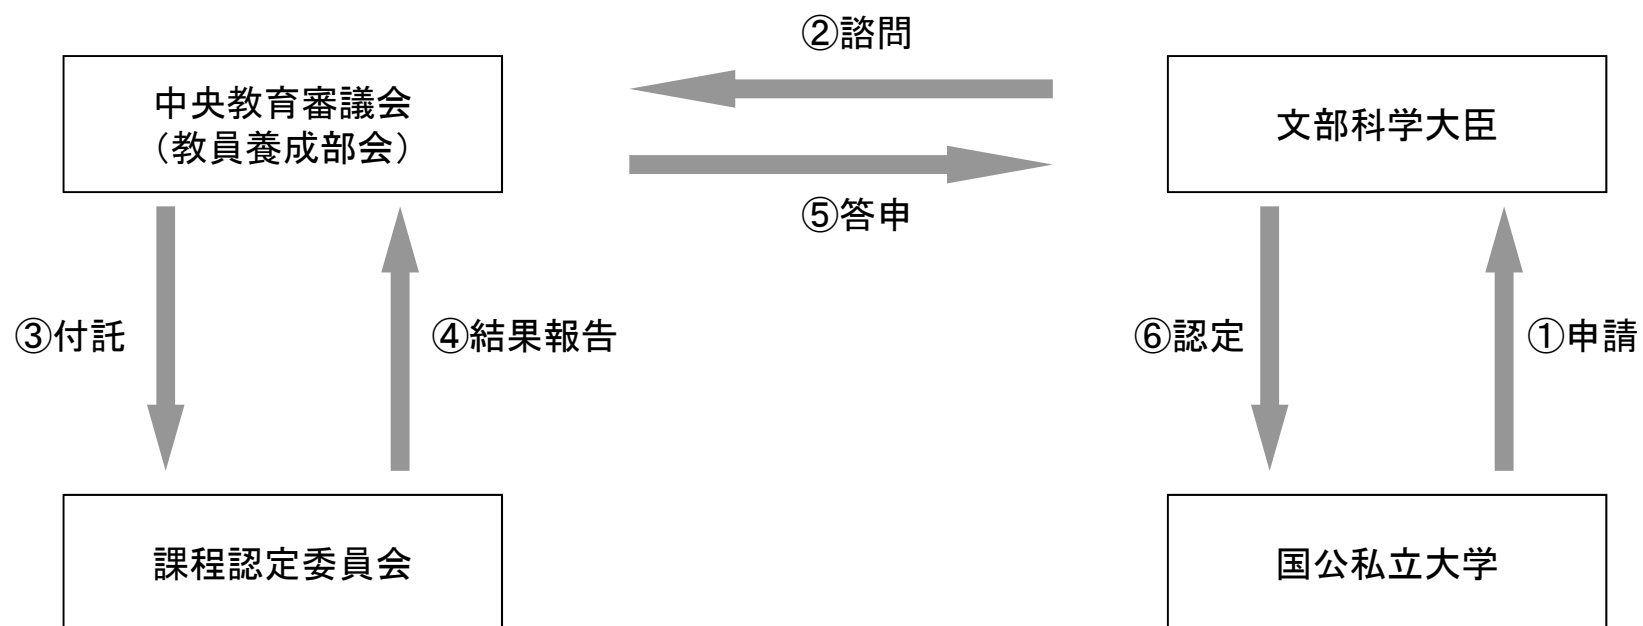 ②諮問
中央教育審議会
（教員養成部会）
文部科学大臣
⑤答申
③付託
④結果報告
⑥認定
①申請
課程認定委員会
国公私立大学